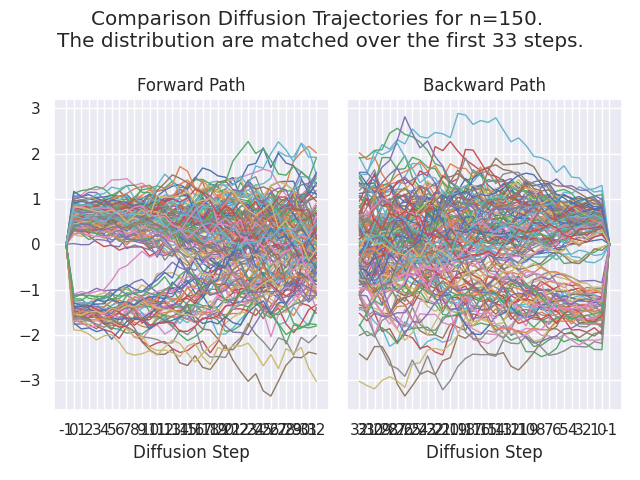 Comparison Diffusion Trajectories for n=150.
The distribution are matched over the first 33 steps.
Forward Path
Backward Path
3
2
1
0
−1
−2
−3
Diffusion Step
Diffusion Step